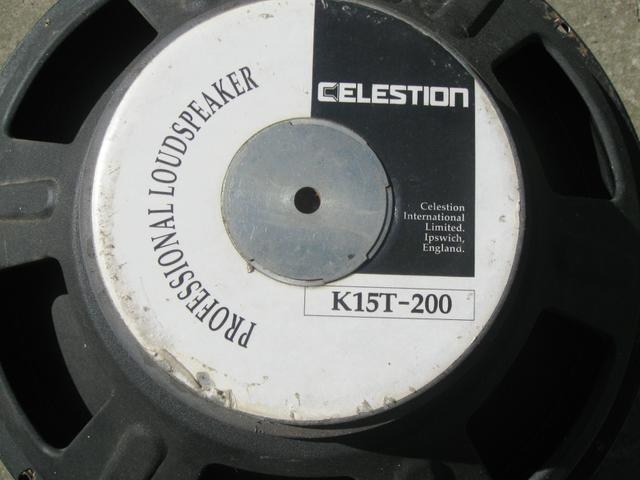 PROFESSIONAL LOUDSPEAKER
CELESTION
Celestion
International
Limited.
Ipswich,
England.
K15T-200